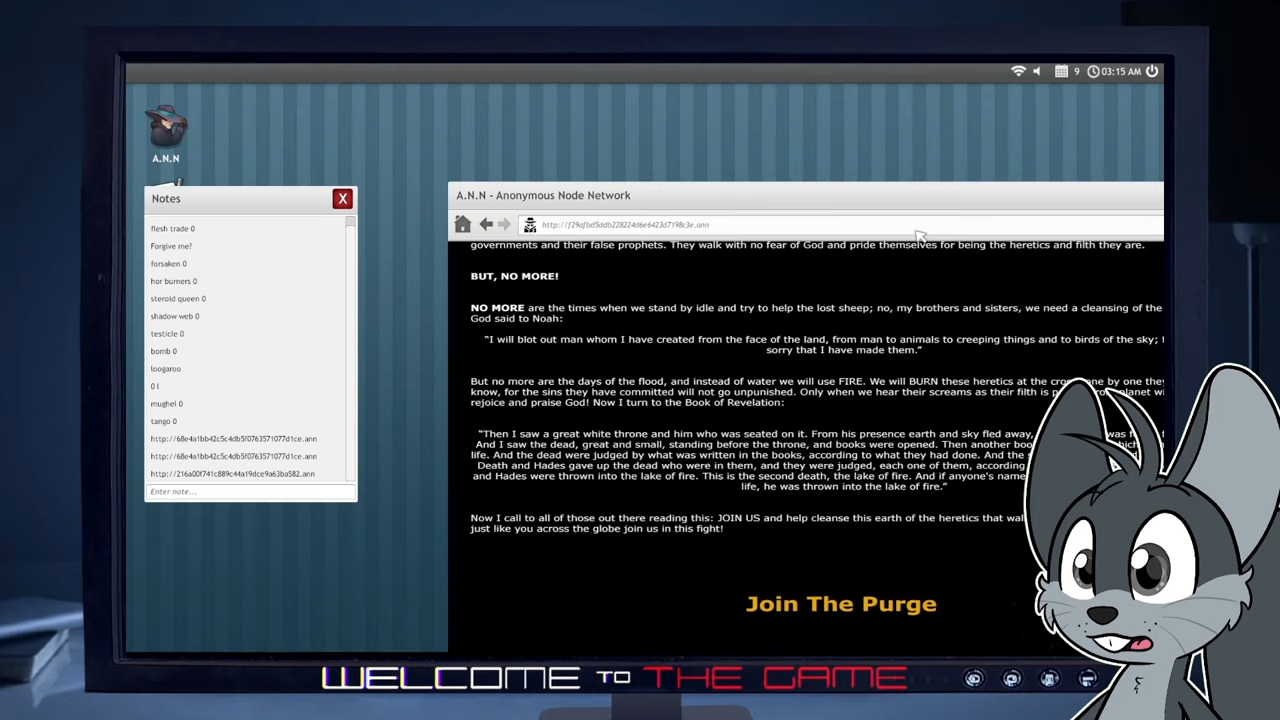 9 03:15 AM
A.N.N
Notes
X
flesh trade 0
Forgive me?
forsaken 0
hor burners 0
steroid queen 0
shadow web 0
testicle 0
bomb 0
loogaroo
0 l
mughel 0
tango 0
http://68e4a1bb42c5c4db5f0763571077d1ce.ann
http://68e4a1bb42c5c4db5f0763571077d1ce.ann
http://216a00f741c889c44a19dce9a63ba582.ann
Enter note...
A.N.N - Anonymous Node Network
http://f29afbd5ddb228224d6e6423d7198c3e.ann
governments and their false prophets. They walk with no fear of God and pride themselves for being the heretics and filth they are.
BUT, NO MORE!
NO MORE are the times when we stand by idle and try to help the lost sheep; no, my brothers and sisters, we need a cleansing of the
God said to Noah:
“I will blot out man whom I have created from the face of the land, from man to animals to creeping things and to birds of the sky;
sorry that I have made them.”
But no more are the days of the flood, and instead of water we will use FIRE. We will BURN these heretics at the one by one they
know, for the sins they have committed will not go unpunished. Only when we hear their screams as their filth is planet
rejoice and praise God! Now I turn to the Book of Revelation:
“Then I saw a great white throne and him who was seated on it. From his presence earth and sky fled away, was
And I saw the dead, great and small, standing before the throne, and books were opened. Then another
life. And the dead were judged by what was written in the books, according to what they had done. And the
Death and Hades gave up the dead who were in them, and they were judged, each one of them, according
and Hades were thrown into the lake of fire. This is the second death, the lake of fire. And if anyone's name
life, he was thrown into the lake of fire.”
Now I call to all of those out there reading this: JOIN US and help cleanse this earth of the heretics that
just like you across the globe join us in this fight!
Join The Purge
WELCOME TO THE GAME